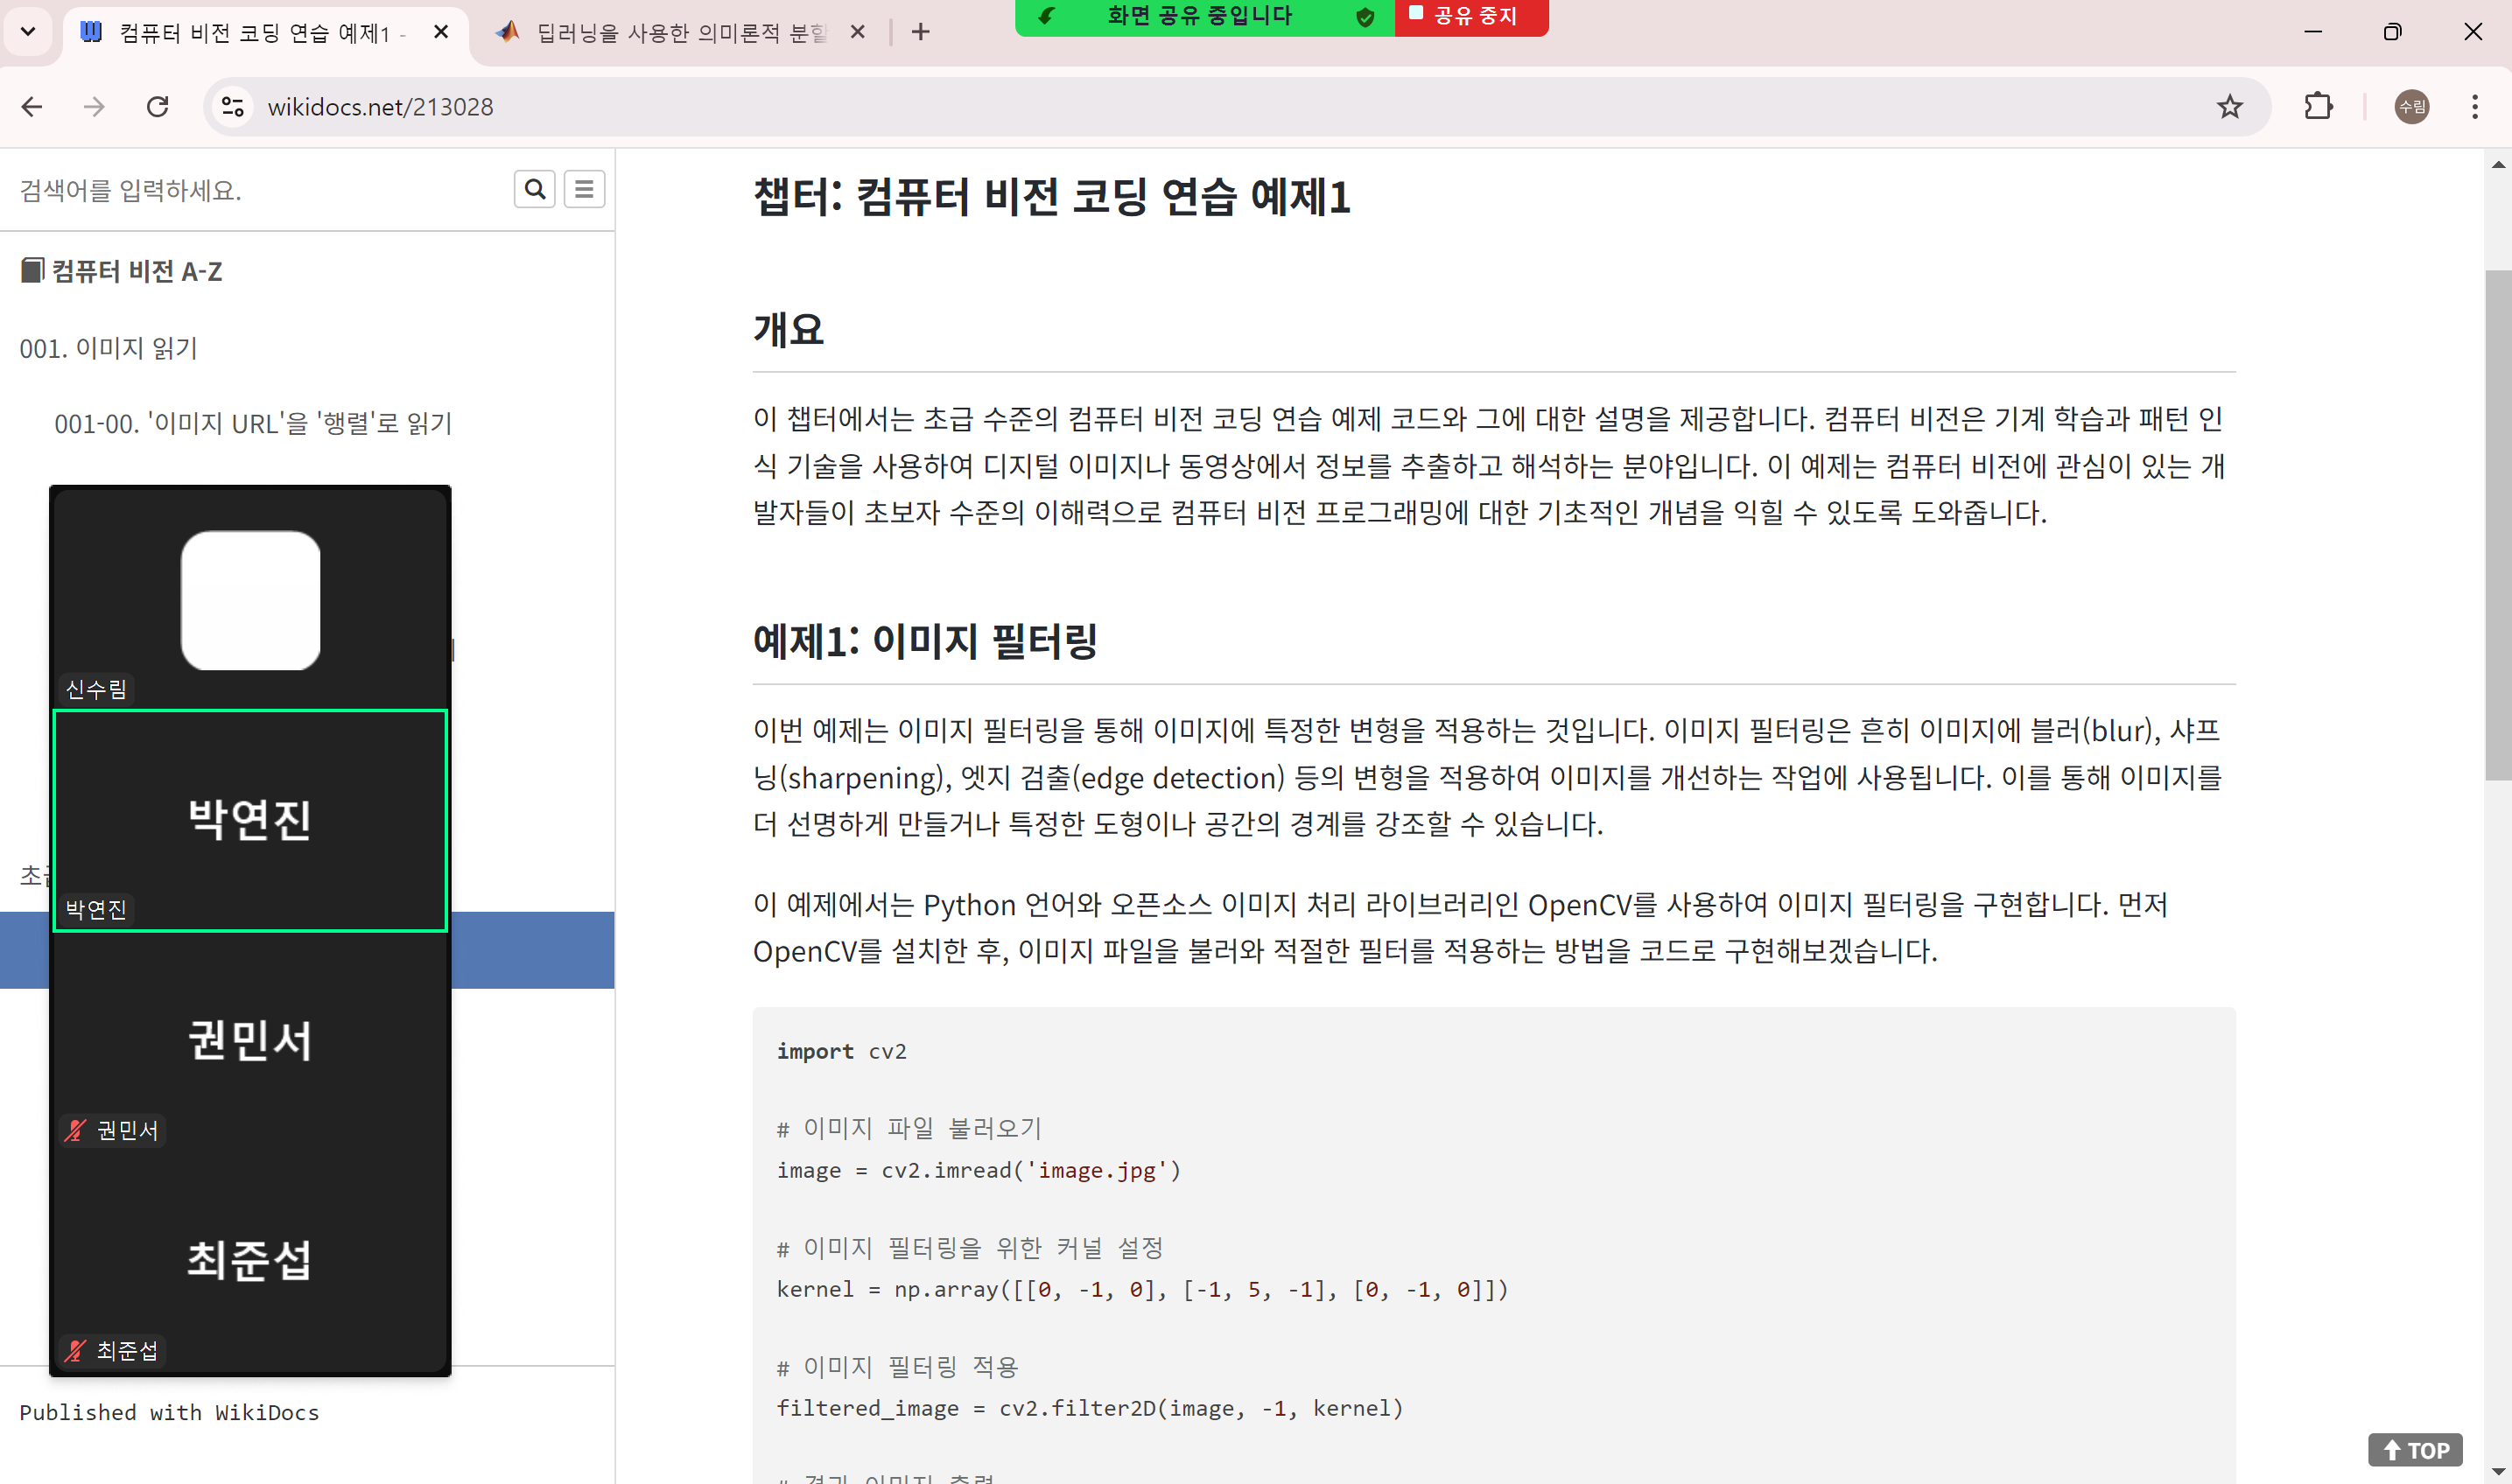 컴퓨터 비전 코딩 연습 예제1 -
딥러닝을 사용한 의미론적 분할
화면 공유 중입니다
공유 중지
wikidocs.net/213028
수림
검색어를 입력하세요.
컴퓨터 비전 A-Z
001. 이미지 읽기
001-00. '이미지 URL'을 '행렬'로 읽기
신수림
박연진
박연진
권민서
권민서
최준섭
최준섭
Published with WikiDocs
챕터: 컴퓨터 비전 코딩 연습 예제1
개요
이 챕터에서는 초급 수준의 컴퓨터 비전 코딩 연습 예제 코드와 그에 대한 설명을 제공합니다. 컴퓨터 비전은 기계 학습과 패턴 인
식 기술을 사용하여 디지털 이미지나 동영상에서 정보를 추출하고 해석하는 분야입니다. 이 예제는 컴퓨터 비전에 관심이 있는 개
발자들이 초보자 수준의 이해력으로 컴퓨터 비전 프로그래밍에 대한 기초적인 개념을 익힐 수 있도록 도와줍니다.
예제1: 이미지 필터링
이번 예제는 이미지 필터링을 통해 이미지에 특정한 변형을 적용하는 것입니다. 이미지 필터링은 흔히 이미지에 블러(blur), 샤프
닝(sharpening), 엣지 검출(edge detection) 등의 변형을 적용하여 이미지를 개선하는 작업에 사용됩니다. 이를 통해 이미지를
더 선명하게 만들거나 특정한 도형이나 공간의 경계를 강조할 수 있습니다.
이 예제에서는 Python 언어와 오픈소스 이미지 처리 라이브러리인 OpenCV를 사용하여 이미지 필터링을 구현합니다. 먼저
OpenCV를 설치한 후, 이미지 파일을 불러와 적절한 필터를 적용하는 방법을 코드로 구현해보겠습니다.
import cv2
# 이미지 파일 불러오기
image = cv2.imread('image.jpg')
# 이미지 필터링을 위한 커널 설정
kernel = np.array([[0, -1, 0], [-1, 5, -1], [0, -1, 0]])
# 이미지 필터링 적용
filtered_image = cv2.filter2D(image, -1, kernel)
TOP